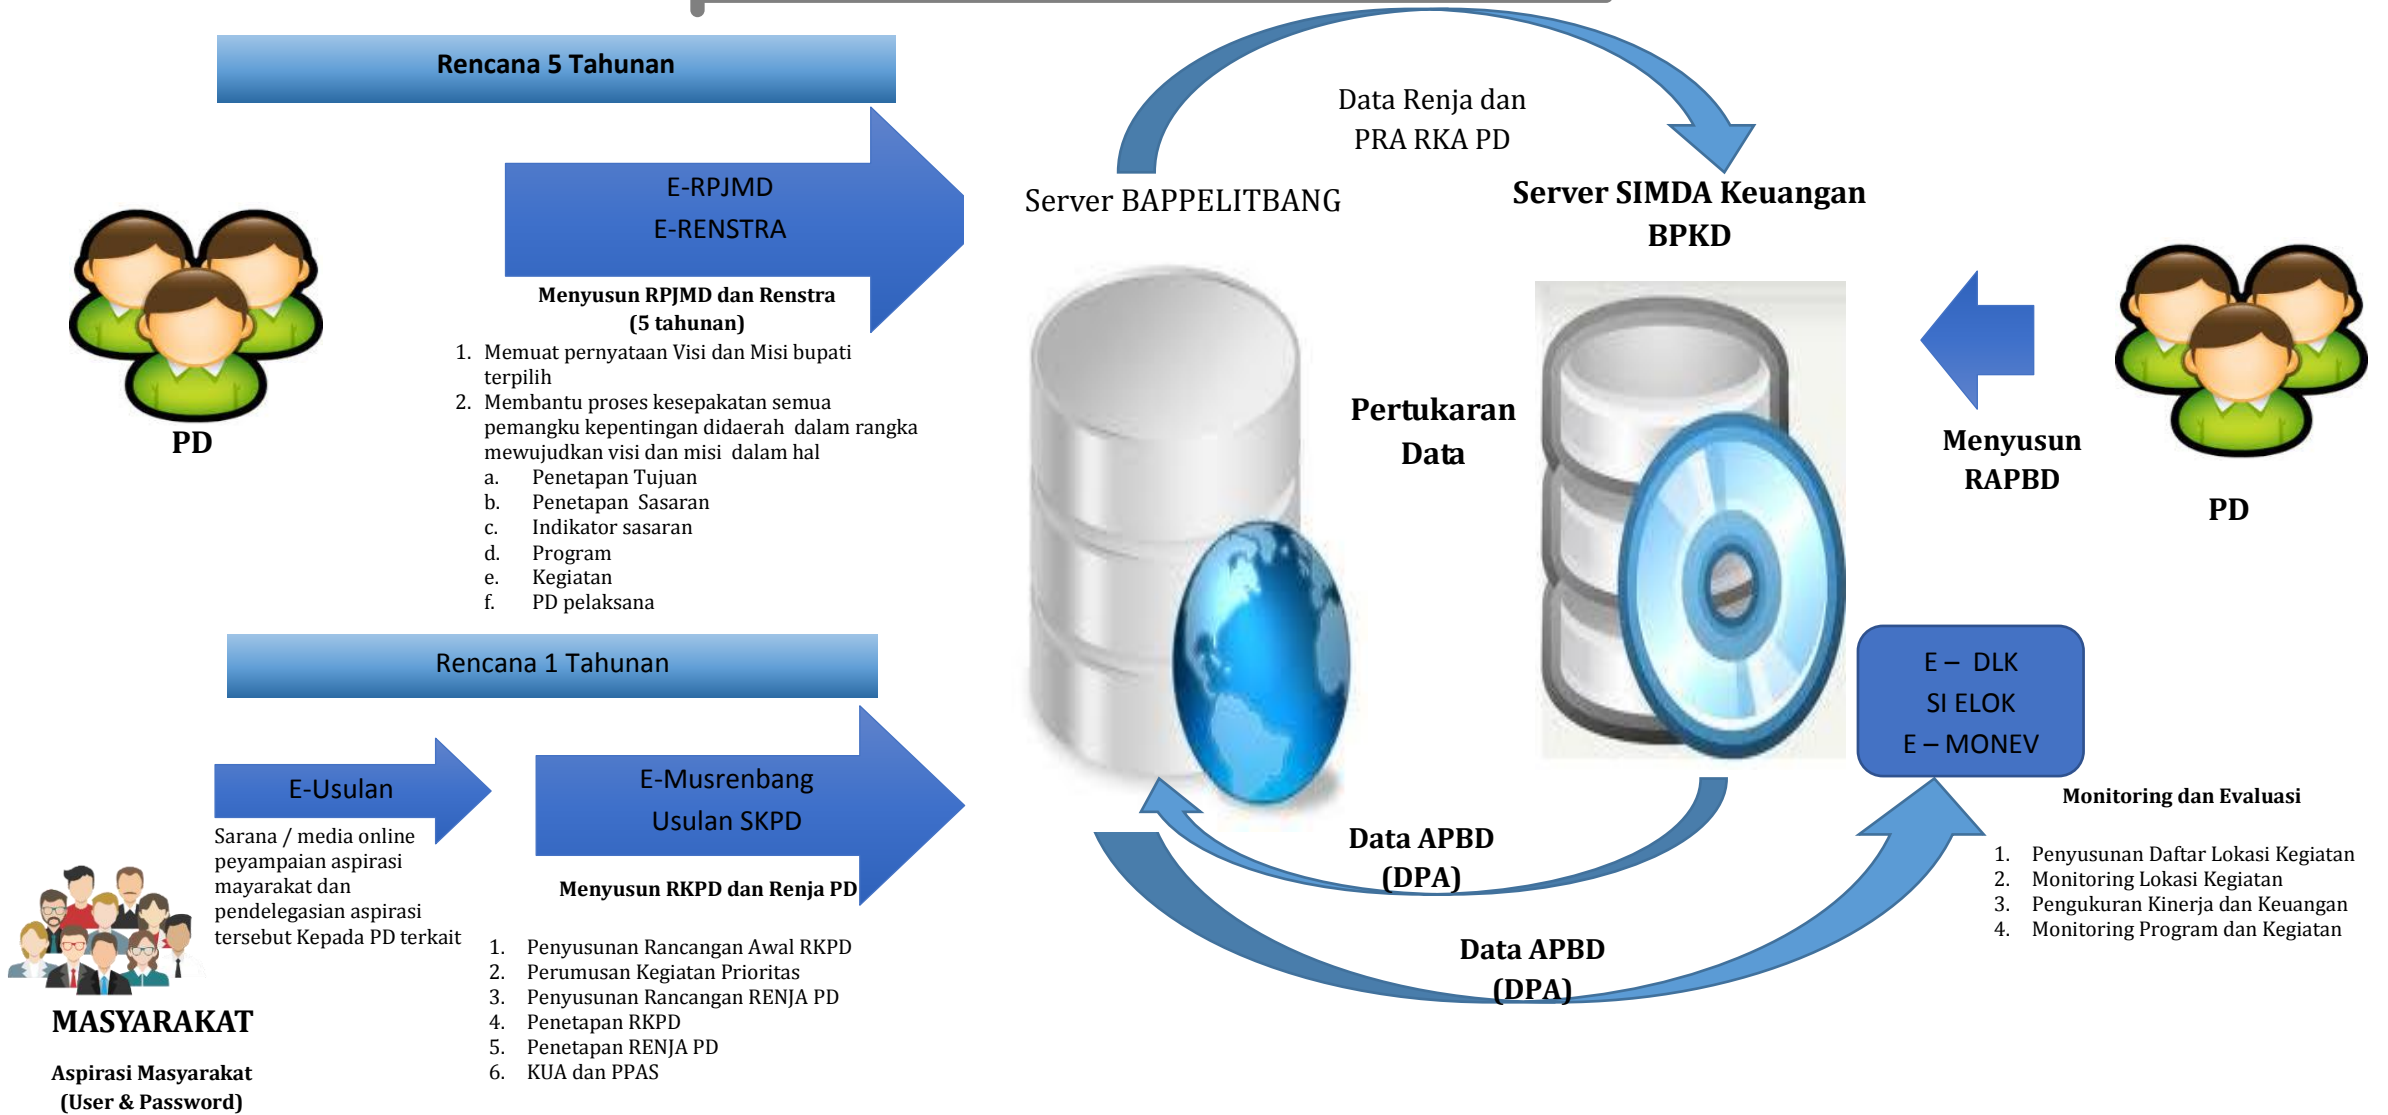 Rencana 5 Tahunan
E-RPJMD
E-RENSTRA
Menyusun RPJMD dan Renstra
(5 tahunan)
1. Memuat pernyataan Visi dan Misi bupati
terpilih
2. Membantu proses kesepakatan semua
pemangku kepentingan didaerah dalam rangka
mewujudkan visi dan misi dalam hal
a. Penetapan Tujuan
b. Penetapan Sasaran
c. Indikator sasaran
d. Program
e. Kegiatan
f. PD pelaksana
PD
Rencana 1 Tahunan
E-Usulan
Sarana / media online
peyampaian aspirasi
mayarakat dan
pendelegasian aspirasi
tersebut Kepada PD terkait
MASYARAKAT
Aspirasi Masyarakat
(User & Password)
E-Musrenbang
Usulan SKPD
Menyusun RKPD dan Renja PD
1. Penyusunan Rancangan Awal RKPD
2. Perumusan Kegiatan Prioritas
3. Penyusunan Rancangan RENJA PD
4. Penetapan RKPD
5. Penetapan RENJA PD
6. KUA dan PPAS
Data Renja dan
PRA RKA PD
Server BAPPELITBANG
Server SIMDA Keuangan
BPKD
Pertukaran
Data
Menyusun
RAPBD
PD
E – DLK
SI ELOK
E – MONEV
Data APBD
(DPA)
Data APBD
(DPA)
Monitoring dan Evaluasi
1. Penyusunan Daftar Lokasi Kegiatan
2. Monitoring Lokasi Kegiatan
3. Pengukuran Kinerja dan Keuangan
4. Monitoring Program dan Kegiatan